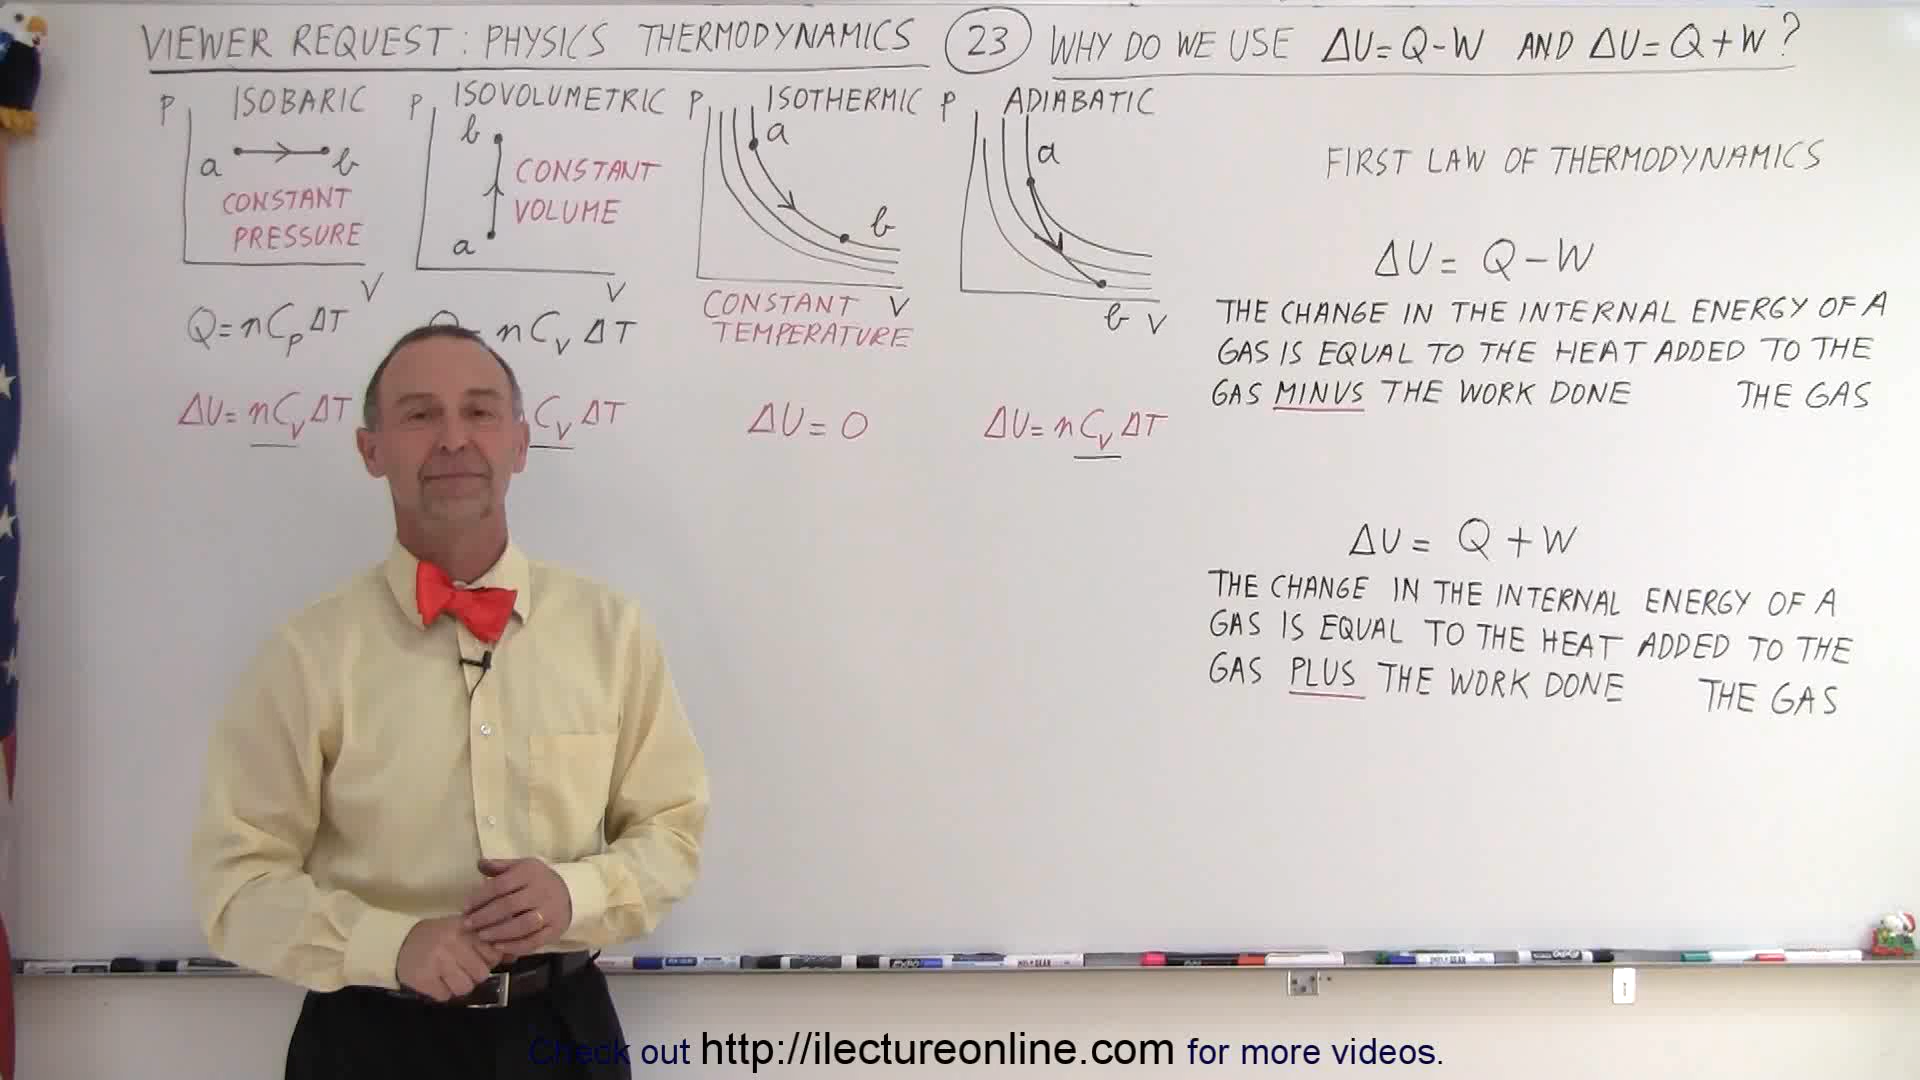 VIEWER REQUEST: PHYSICS THERMODYNAMICS 23 WHY DO WE USE ΔU=Q-W AND ΔU=Q+W?
P ISOBARIC
a b
CONSTANT
PRESSURE
V
Q=nCpΔT
ΔU=nCvΔT
P ISOVOLUMETRIC
b
CONSTANT
VOLUME
a
V
Q= nCvΔT
CvΔT
P ISOTHERMIC
a
b
CONSTANT V
TEMPERATURE
ΔU=0
P ADIABATIC
a
b V
ΔU=nCvΔT
FIRST LAW OF THERMODYNAMICS
ΔU= Q-W
THE CHANGE IN THE INTERNAL ENERGY OF A
GAS IS EQUAL TO THE HEAT ADDED TO THE
GAS MINUS THE WORK DONE THE GAS
ΔU= Q+W
THE CHANGE IN THE INTERNAL ENERGY OF A
GAS IS EQUAL TO THE HEAT ADDED TO THE
GAS PLUS THE WORK DONE THE GAS
Check out http://ilectureonline.com for more videos.